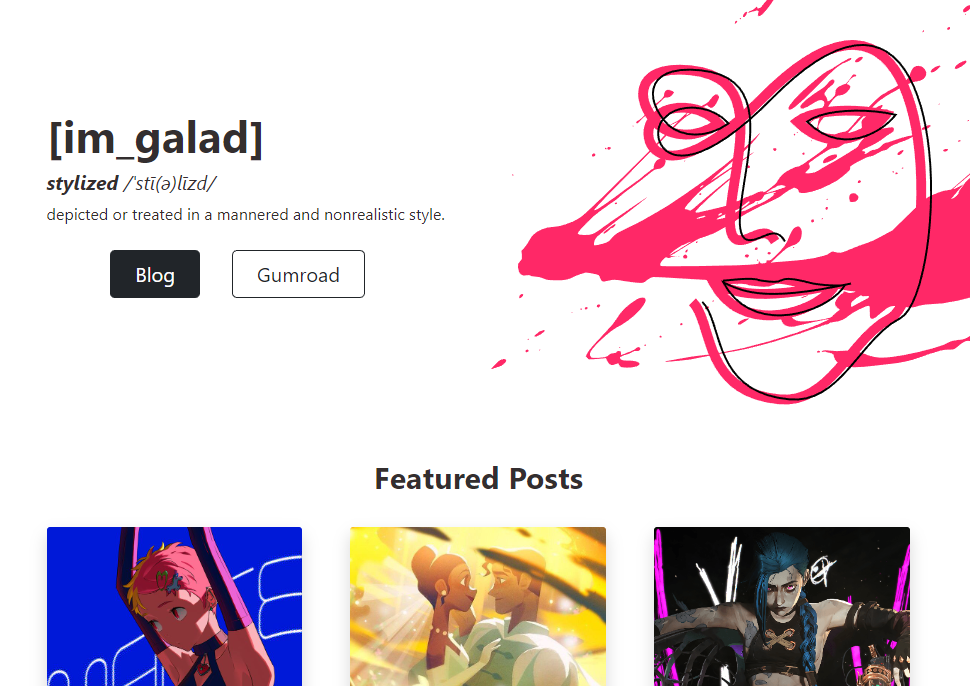 [im_galad]
stylized /ˈstī(ə)līzd/
depicted or treated in a mannered and nonrealistic style.
Blog
Gumroad
Featured Posts